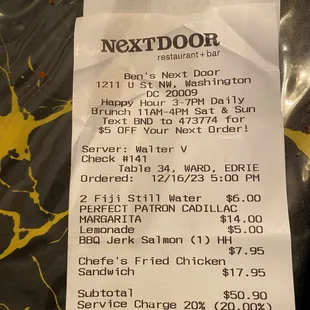 NEXTDOOR
restaurant+bar
Ben's Next Door
1211 U St NW, Washington
DC 20009
Happy Hour 3-7PM Daily
Brunch 11AM-4PM Sat & Sun
Text BND to 473774 for
$5 OFF Your Next Order!
Server: Walter V
Check #141
Table 34, WARD, EDRIE
Ordered: 12/16/23 5:00 PM
2 Fiji Still Water $6.00
PERFECT PATRON CADILLAC
MARGARITA $14.00
Lemonade $5.00
BBQ Jerk Salmon (1) HH
$7.95
Chefe's Fried Chicken
Sandwich $17.95
Subtotal $50.90
Service Charge 20% (20.00%)